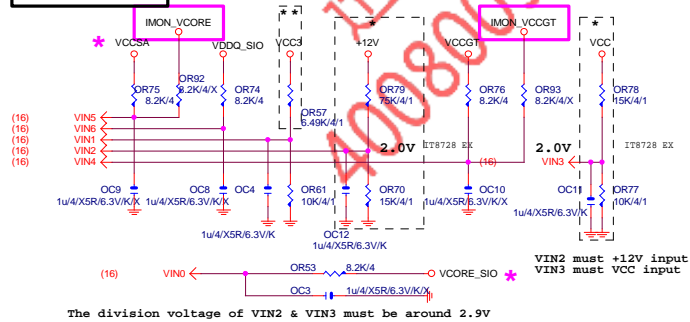 IMON_VCORE
IMON_VCCGT
* VCCSA
VDDQ_SIO
* *
VCC3
*
+12V
VCCGT
*
VCC
OR75
8.2K/4
OR92
8.2K/4/X
OR74
8.2K/4
OR57
6.49K/4/1
OR79
75K/4/1
OR76
8.2K/4
OR93
8.2K/4/X
OR78
15K/4/1
(16) VIN5
(16) VIN6
(16) VIN1
(16) VIN2
(16) VIN4
2.0V
IT8728 EX
(16)
2.0V
VIN3
IT8728 EX
OC9
1u/4/X5R/6.3V/K/X
OC8
1u/4/X5R/6.3V/K/X
OC4
1u/4/X5R/6.3V/K
OR61
10K/4/1
OC12
1u/4/X5R/6.3V/K
OR70
15K/4/1
OC10
1u/4/X5R/6.3V/K/X
OC11
1u/4/X5R/6.3V/K
OR77
10K/4/1
VIN2 must +12V input
VIN3 must VCC input
(16) VIN0
OR53 8.2K/4
VCORE_SIO *
OC3 1u/4/X5R/6.3V/K/X
The division voltage of VIN2 & VIN3 must be around 2.9V